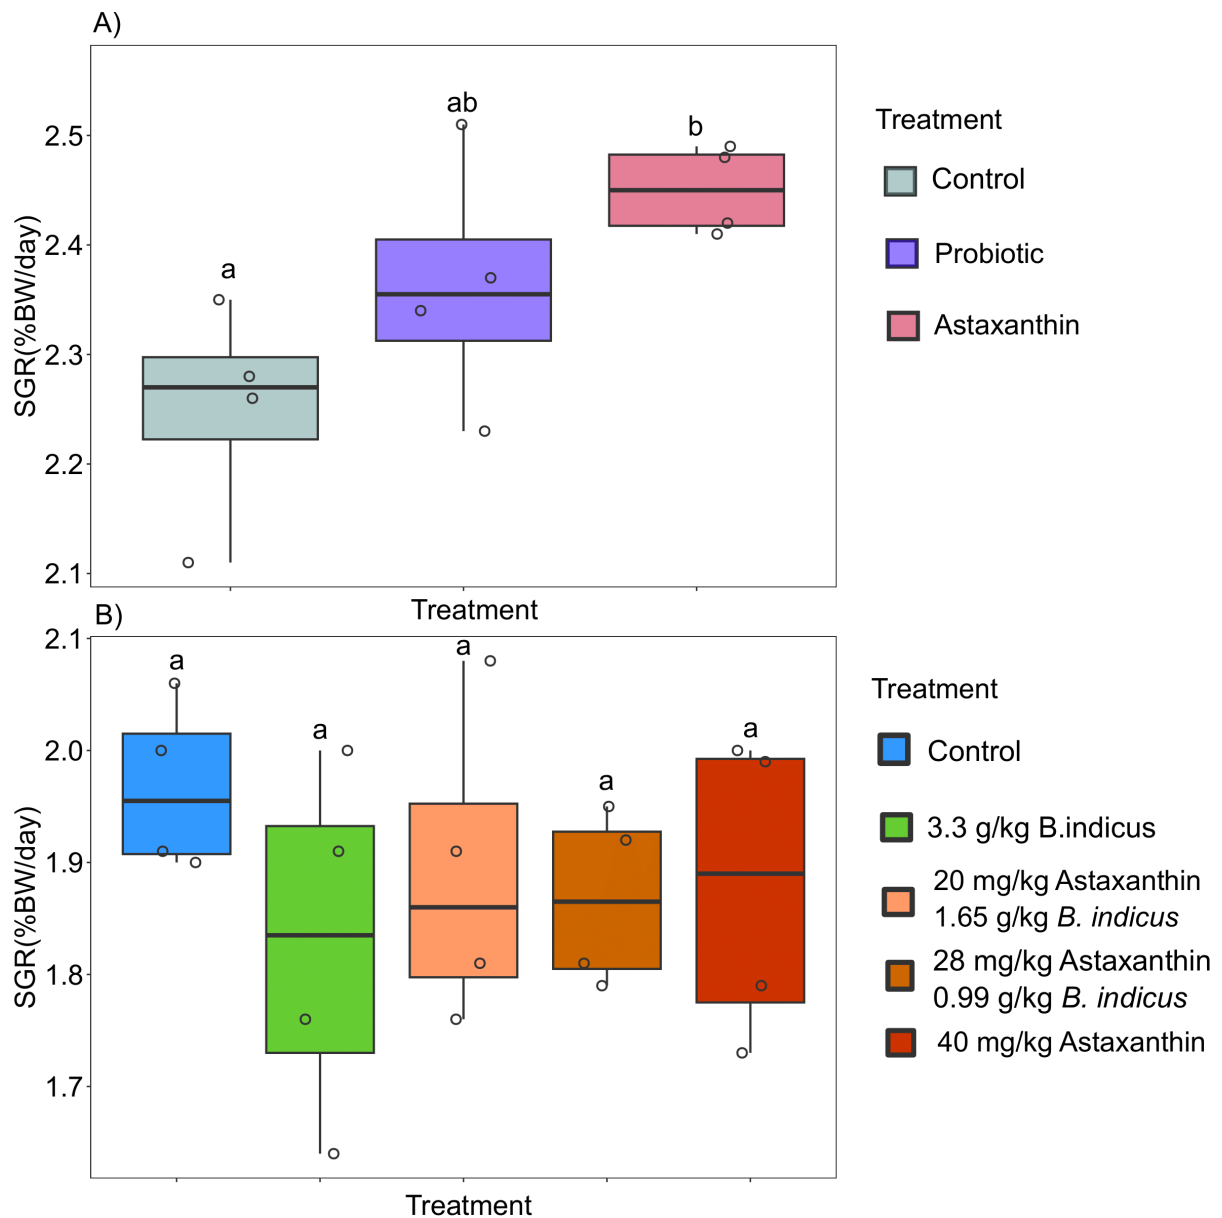 A)
SGR(%BW/day)
2.5
2.4
2.3
2.2
2.1
a
ab
b
Treatment
Treatment
Control
Probiotic
Astaxanthin
B)
SGR(%BW/day)
2.1
2.0
1.9
1.8
1.7
a
a
a
a
a
Treatment
Treatment
Control
3.3 g/kg B.indicus
20 mg/kg Astaxanthin
1.65 g/kg B. indicus
28 mg/kg Astaxanthin
0.99 g/kg B. indicus
40 mg/kg Astaxanthin